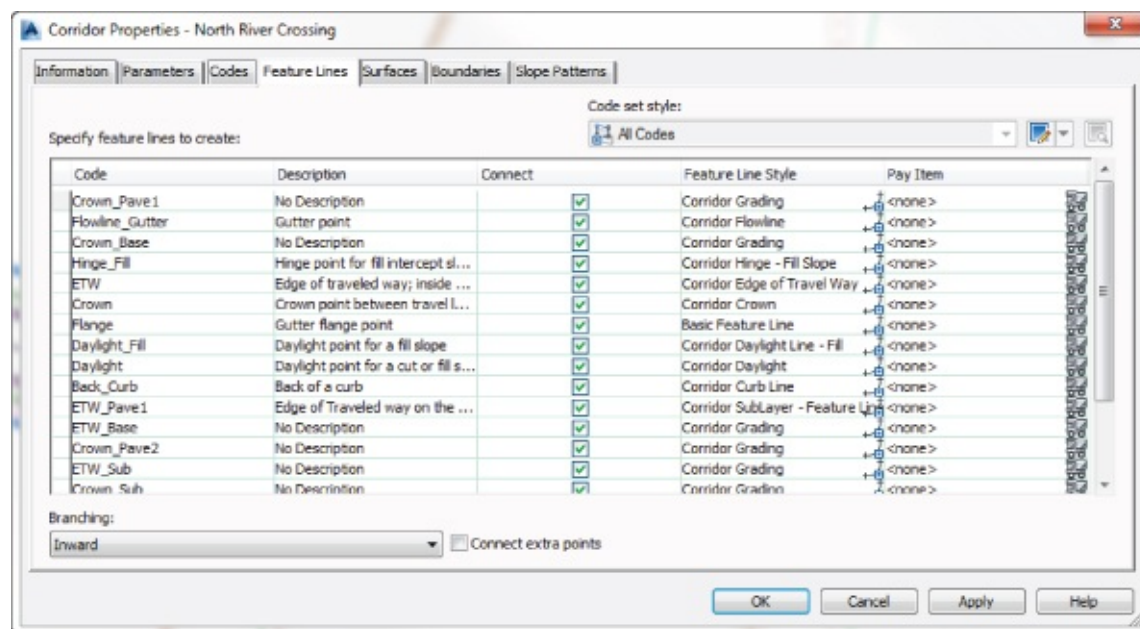 Corridor Properties - North River Crossing
Information Parameters Codes Feature Lines Surfaces Boundaries Slope Patterns
Code set style:
Specify feature lines to create:
All Codes
Code Description Connect Feature Line Style Pay Item
Crown_Pave1 No Description Corridor Grading <none>
Flowline_Gutter Gutter point Corridor Flowline <none>
Crown_Base No Description Corridor Grading <none>
Hinge_Fill Hinge point for fill intercept sl... Corridor Hinge - Fill Slope <none>
ETW Edge of traveled way; inside ... Corridor Edge of Travel Way <none>
Crown Crown point between travel l... Corridor Crown <none>
Flange Gutter flange point Basic Feature Line <none>
Daylight_Fill Daylight point for a fill slope Corridor Daylight Line - Fill <none>
Daylight Daylight point for a cut or fill s... Corridor Daylight <none>
Back_Curb Back of a curb Corridor Curb Line <none>
ETW_Pave1 Edge of Traveled way on the ... Corridor SubLayer - Feature Line <none>
ETW_Base No Description Corridor Grading <none>
Crown_Pave2 No Description Corridor Grading <none>
ETW_Sub No Description Corridor Grading <none>
Crown_Sub No Description Corridor Grading <none>
Branching:
Inward Connect extra points
OK Cancel Apply Help